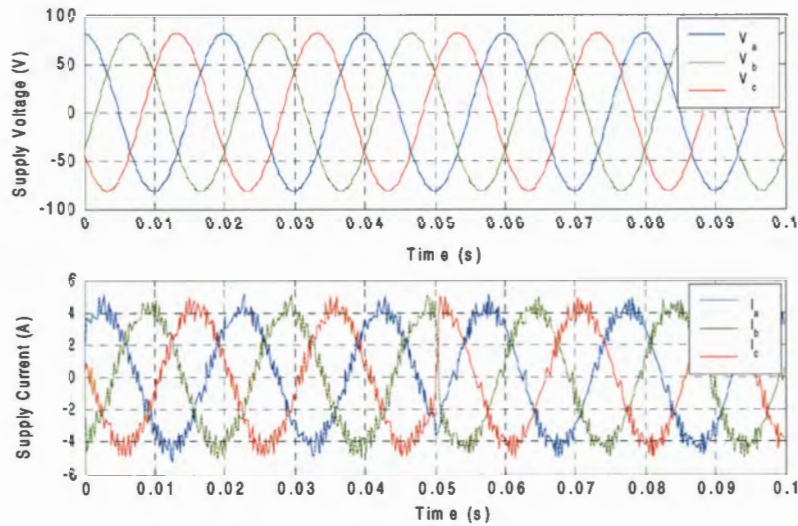 100
50
0
-50
-100
Supply Voltage (V)
V a
V b
V c
0 0.01 0.02 0.03 0.04 0.05 0.06 0.07 0.08 0.09 0.1
Time (s)
6
4
2
0
-2
-4
-6
Supply Current (A)
I a
I b
I c
0 0.01 0.02 0.03 0.04 0.05 0.06 0.07 0.08 0.09 0.1
Time (s)